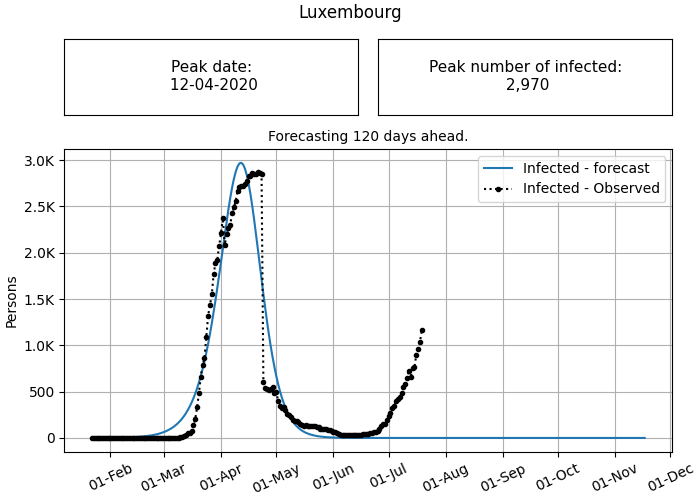 Luxembourg
Peak date:
12-04-2020
Peak number of infected:
2,970
Forecasting 120 days ahead.
Infected - forecast
Infected - Observed
Persons
3.0K
2.5K
2.0K
1.5K
1.0K
500
0
01-Feb
01-Mar
01-Apr
01-May
01-Jun
01-Jul
01-Aug
01-Sep
01-Oct
01-Nov
01-Dec